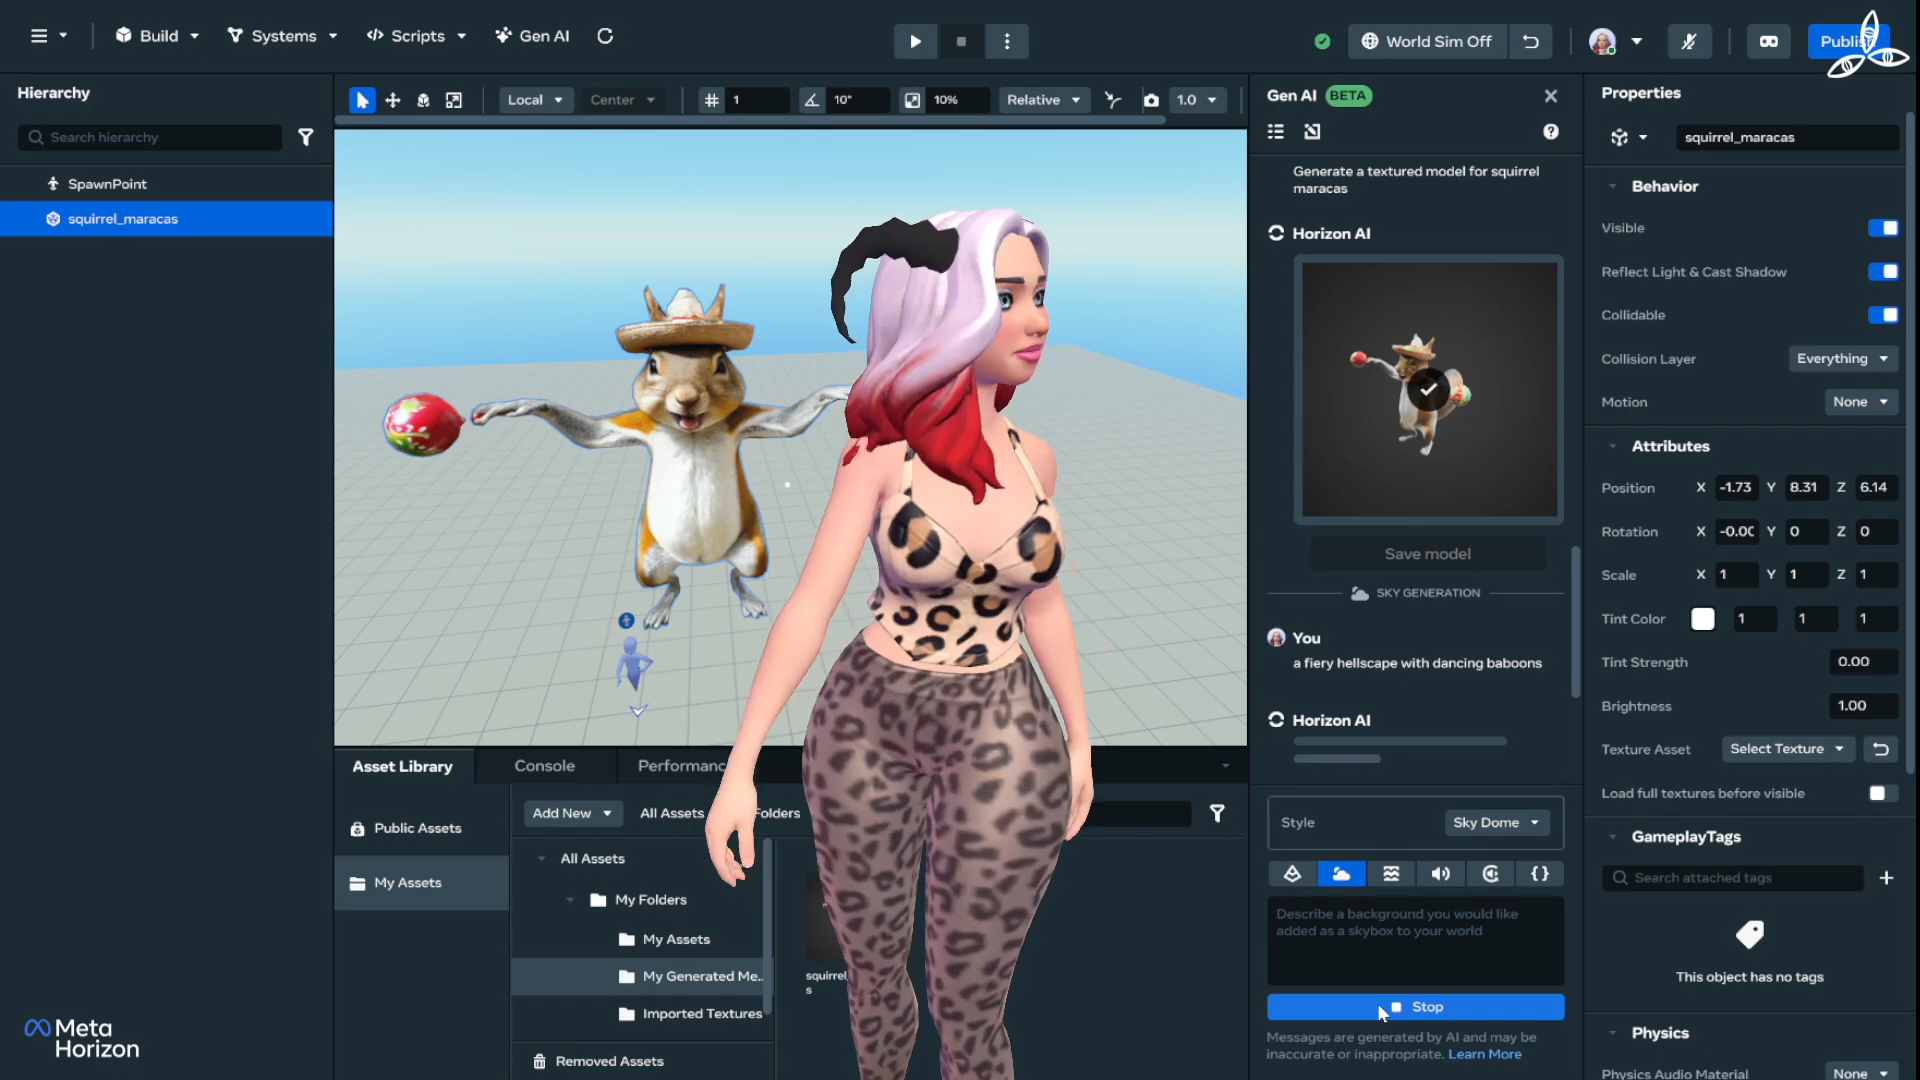 Build
Systems
Scripts
Gen AI
World Sim Off
Hierarchy
Search hierarchy
SpawnPoint
squirrel_maracas
Local
Center
1
10°
10%
Relative
1.0
Gen AI
BETA
Generate a textured model for squirrel
maracas
Horizon AI
Save model
SKY GENERATION
You
a fiery hellscape with dancing baboons
Horizon AI
Style
Sky Dome
Describe a background you would like
added as a skybox to your world
Stop
Messages are generated by AI and may be
inaccurate or inappropriate. Learn More
Properties
squirrel_maracas
Behavior
Visible
Reflect Light & Cast Shadow
Collidable
Collision Layer
Everything
Motion
None
Attributes
Position X -1.73 Y 8.31 Z 6.14
Rotation X -0.00 Y 0 Z 0
Scale X 1 Y 1 Z 1
Tint Color 1 1 1
Tint Strength 0.00
Brightness 1.00
Texture Asset
Select Texture
Load full textures before visible
GameplayTags
Search attached tags
This object has no tags
Physics
Physics Audio Material
None
Asset Library
Console
Public Assets
My Assets
Add New
All Assets
Folders
All Assets
My Folders
My Assets
My Generated Me..
Imported Textures
Removed Assets
Meta
Horizon